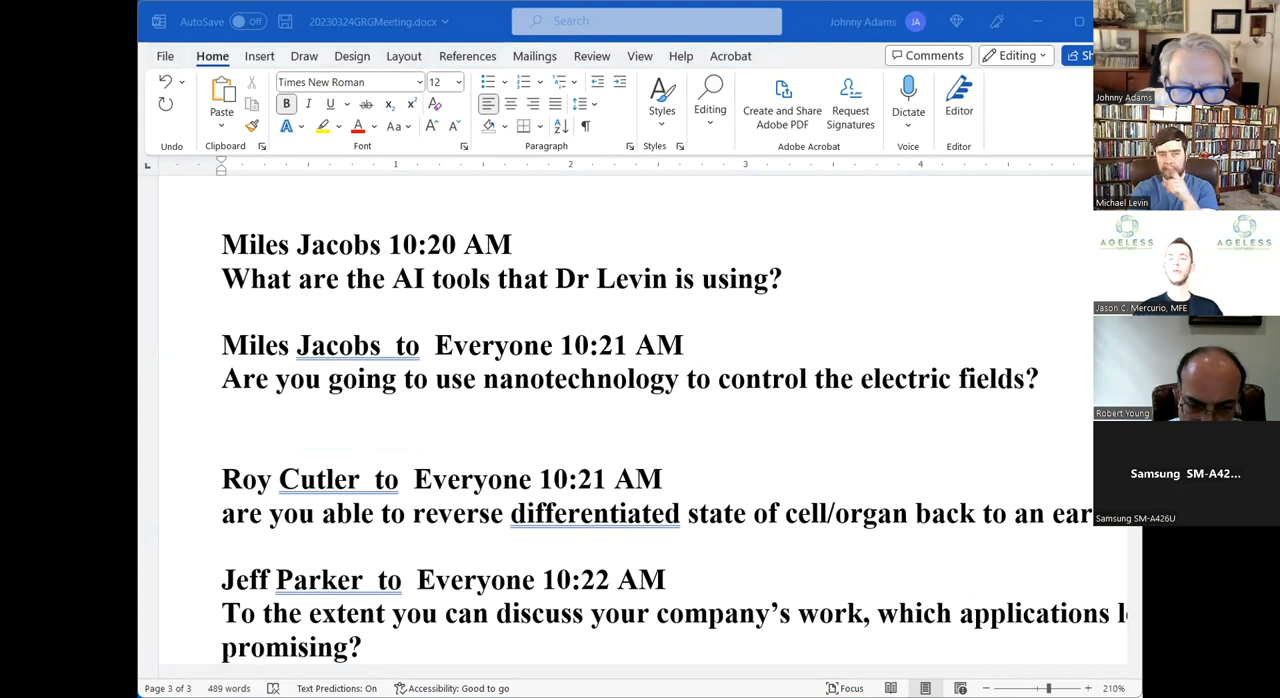 AutoSave Off 20230324GRGMeeting.docx Search Johnny Adams JA
File Home Insert Draw Design Layout References Mailings Review View Help Acrobat Comments Editing
Times New Roman 12
Paste Styles Editing Create and Share Adobe PDF Request Signatures Dictate Editor
Undo Clipboard Font Paragraph Styles Adobe Acrobat Voice Editor
1 2 3 4
Miles Jacobs 10:20 AM
What are the AI tools that Dr Levin is using?
Miles Jacobs to Everyone 10:21 AM
Are you going to use nanotechnology to control the electric fields?
Roy Cutler to Everyone 10:21 AM
are you able to reverse differentiated state of cell/organ back to an ear
Jeff Parker to Everyone 10:22 AM
To the extent you can discuss your company's work, which applications l
promising?
Page 3 of 3 489 words Text Predictions: On Accessibility: Good to go Focus 210%
Johnny Adams
Michael Levin
AGELESS AGELESS
Jason C. Mercurio, MFE
Robert Young
Samsung SM-A42...
Samsung SM-A426U